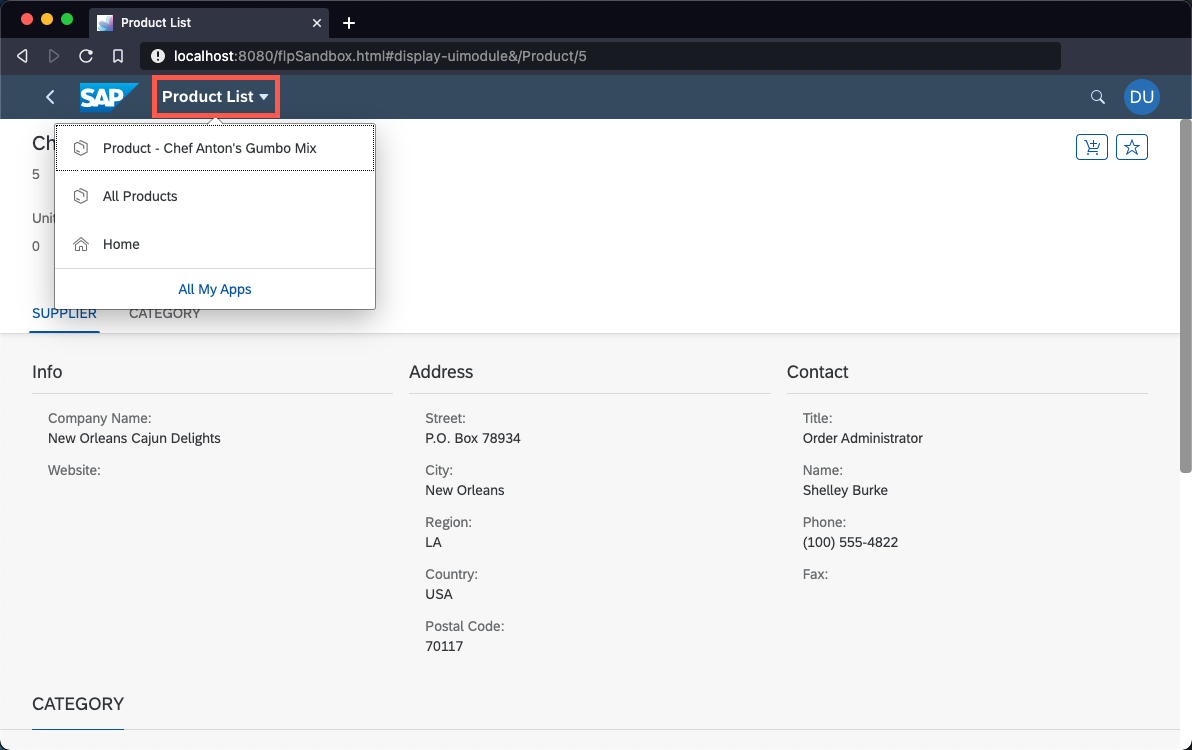 Product List
localhost:8080/flpSandbox.html#display-uimodule&/Product/5
SAP Product List DU
Ch
Product - Chef Anton's Gumbo Mix
5
All Products
Unit
0
Home
All My Apps
SUPPLIER CATEGORY
Info Address Contact
Company Name: Street: Title:
New Orleans Cajun Delights P.O. Box 78934 Order Administrator
Website: City: Name:
New Orleans Shelley Burke
Region: Phone:
LA (100) 555-4822
Country: Fax:
USA
Postal Code:
70117
CATEGORY